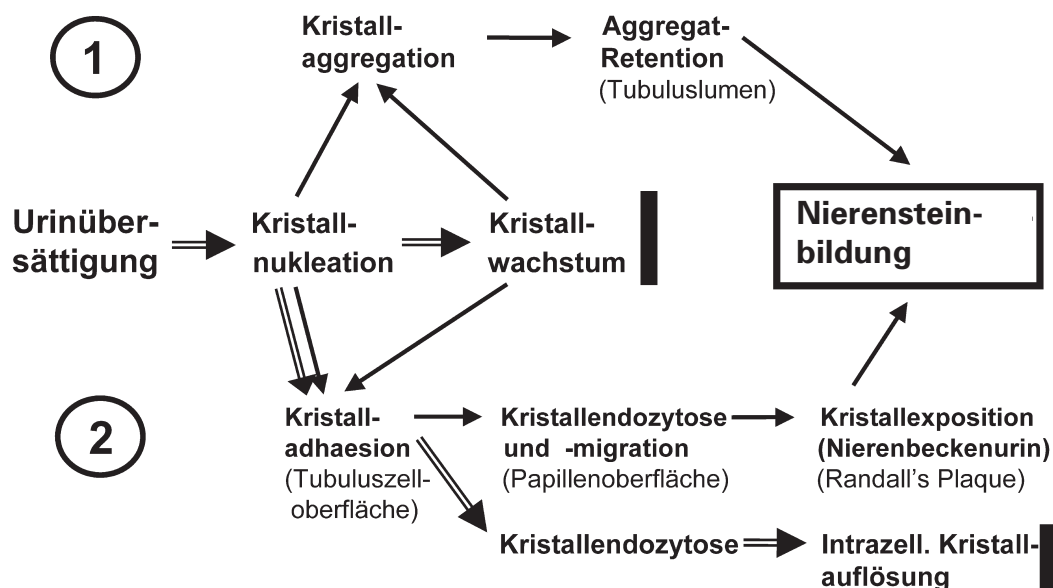 1
Kristall-
aggregation
Aggregat-
Retention
(Tubuluslumen)
Urinüber-
sättigung
Kristall-
nukleation
Kristall-
wachstum
Nierenstein-
bildung
2
Kristall-
adhaesion
(Tubuluszell-
oberfläche)
Kristallendozytose
und -migration
(Papillenoberfläche)
Kristallexposition
(Nierenbeckenurin)
(Randall's Plaque)
Kristallendozytose
Intrazell. Kristall-
auflösung